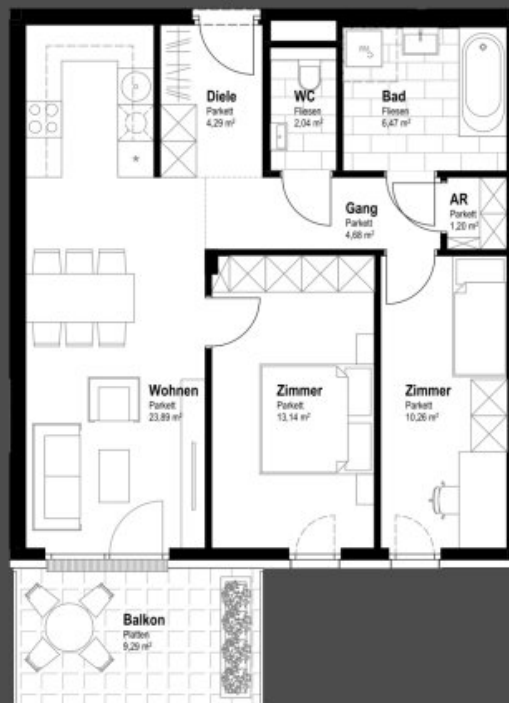 Diele
Parkett
4,29 m²
WC
Fliesen
2,04 m²
Bad
Fliesen
6,47 m²
AR
Parkett
1,20 m²
Gang
Parkett
4,68 m²
Wohnen
Parkett
23,89 m²
Zimmer
Parkett
13,14 m²
Zimmer
Parkett
10,26 m²
Balkon
Platten
9,29 m²